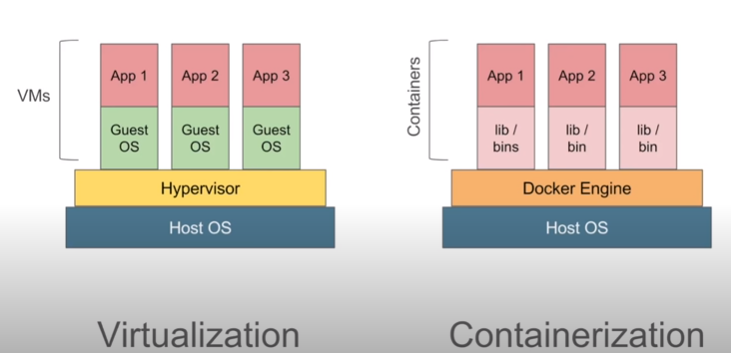 VMs
App 1
App 2
App 3
Guest
OS
Guest
OS
Guest
OS
Hypervisor
Host OS
Virtualization
Containers
App 1
App 2
App 3
lib /
bins
lib /
bin
lib /
bin
Docker Engine
Host OS
Containerization